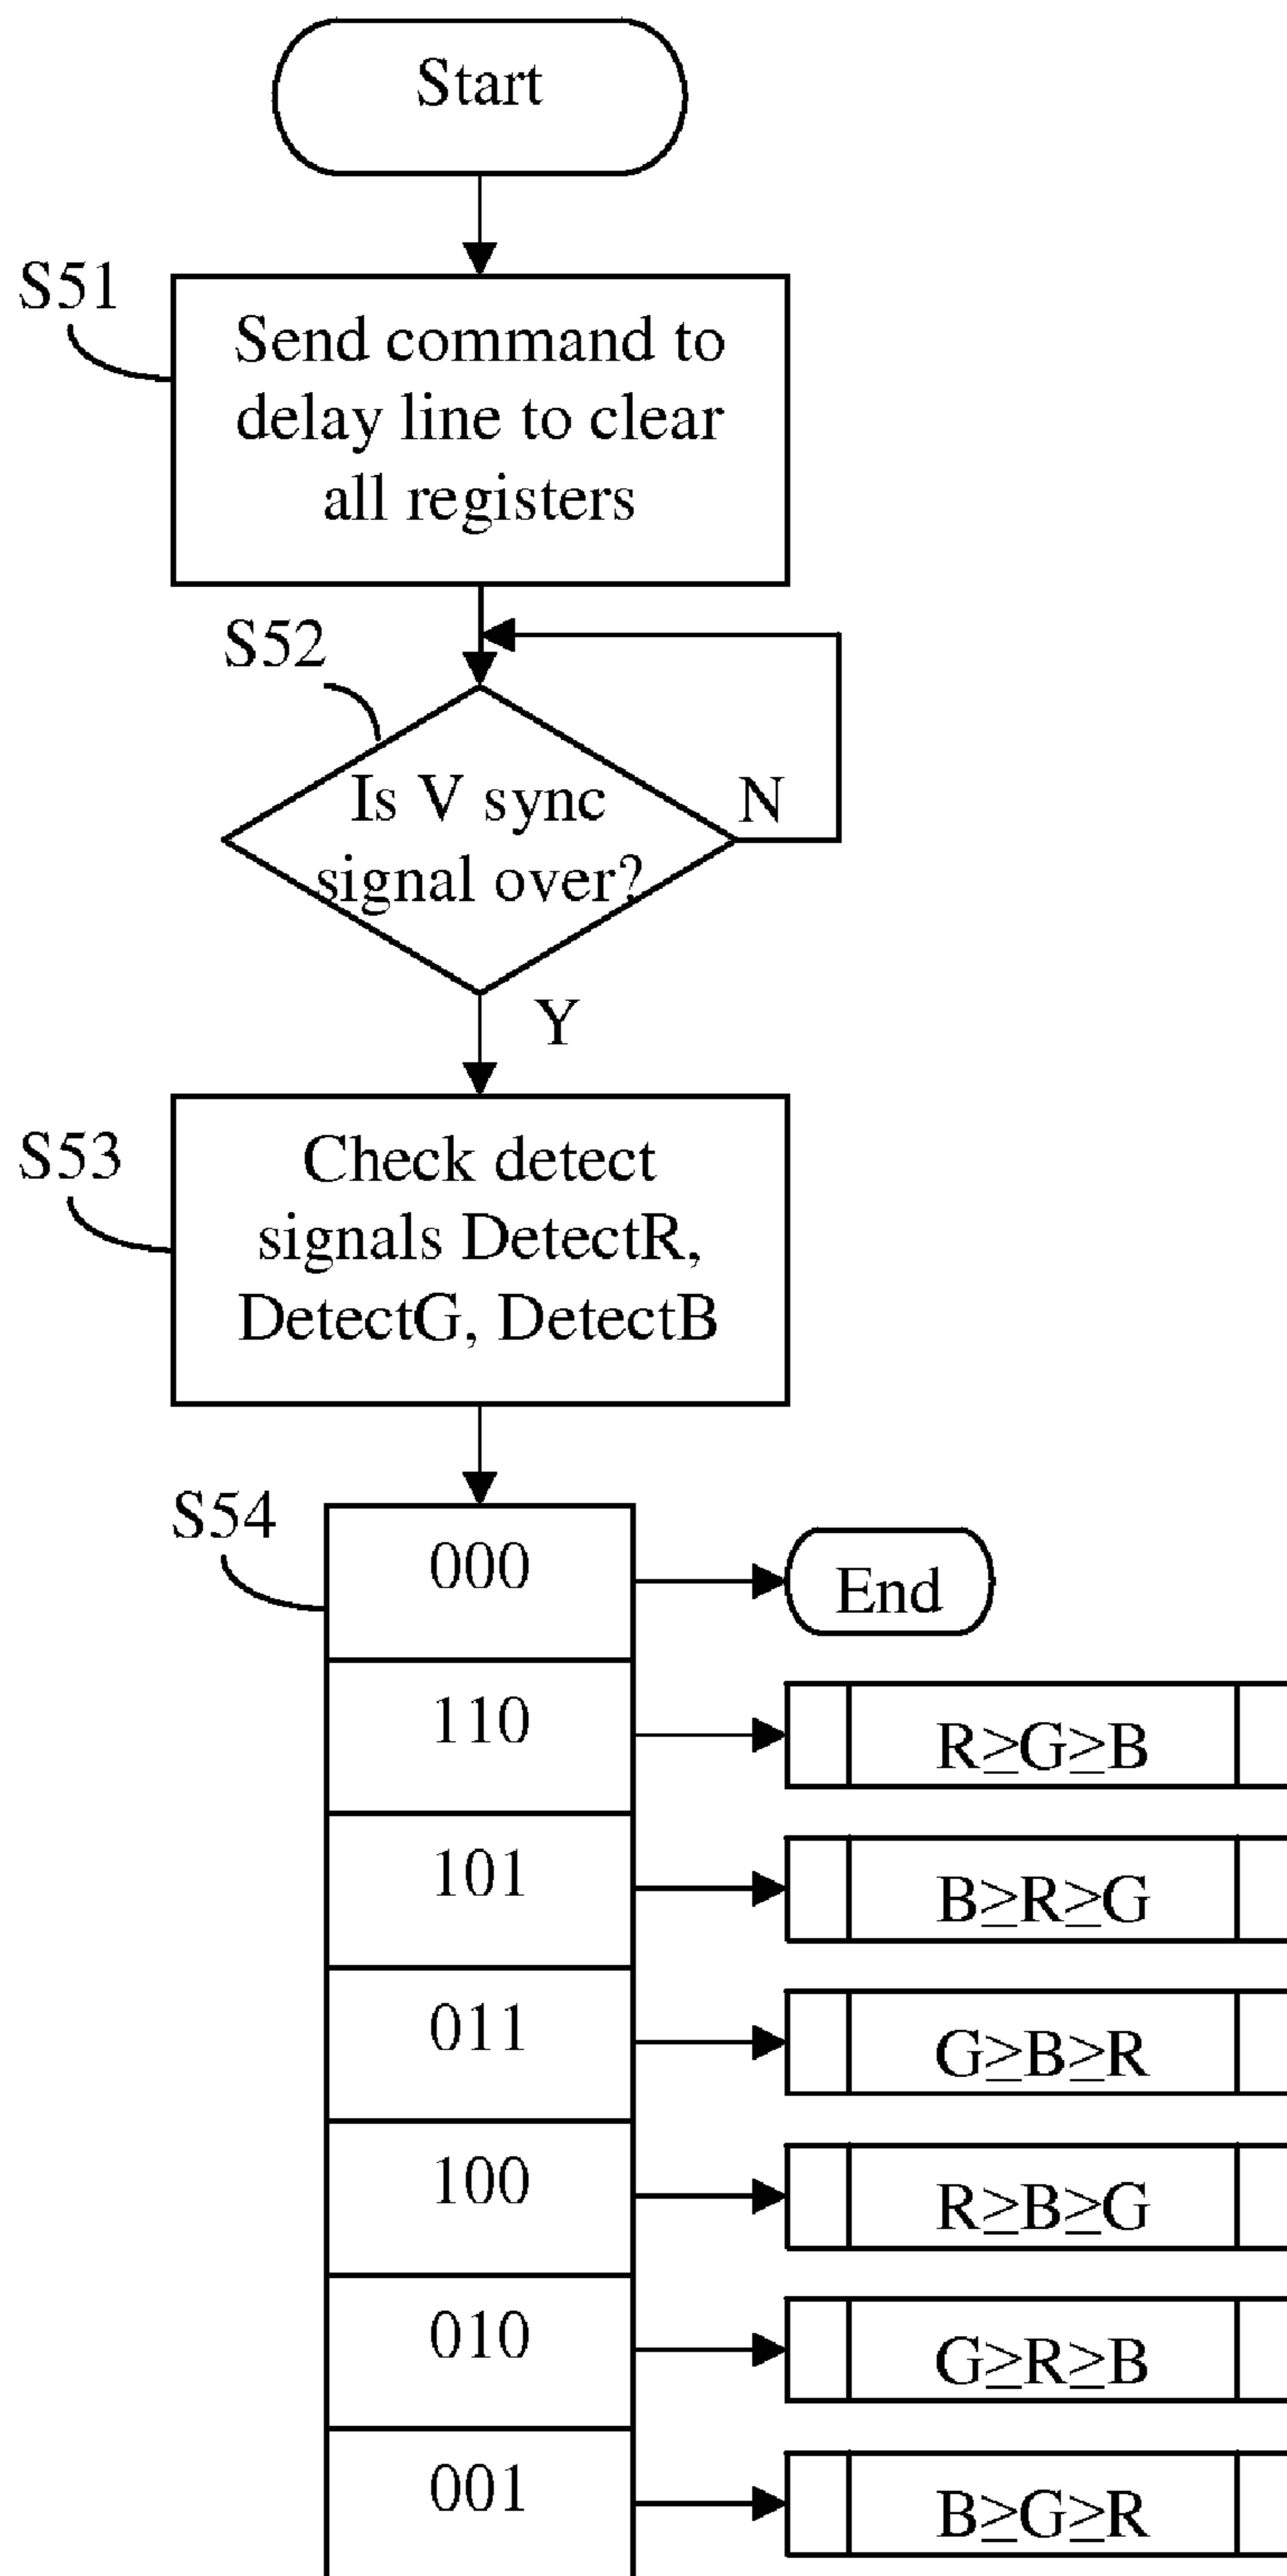 Start
S51
Send command to
delay line to clear
all registers
S52
Is V sync
signal over?
N
Y
S53
Check detect
signals DetectR,
DetectG, DetectB
S54
000
End
110
R≥G≥B
101
B≥R≥G
011
G≥B≥R
100
R≥B≥G
010
G≥R≥B
001
B≥G≥R